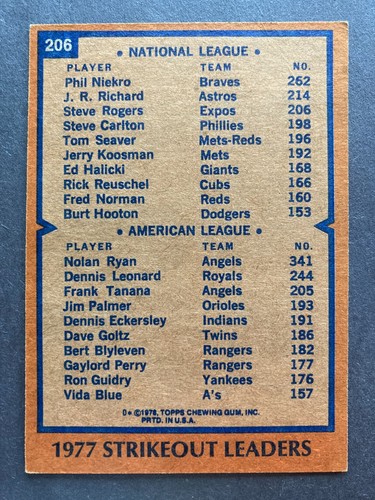 206
• NATIONAL LEAGUE •
PLAYER TEAM NO.
Phil Niekro Braves 262
J. R. Richard Astros 214
Steve Rogers Expos 206
Steve Carlton Phillies 198
Tom Seaver Mets-Reds 196
Jerry Koosman Mets 192
Ed Halicki Giants 168
Rick Reuschel Cubs 166
Fred Norman Reds 160
Burt Hooton Dodgers 153
• AMERICAN LEAGUE •
PLAYER TEAM NO.
Nolan Ryan Angels 341
Dennis Leonard Royals 244
Frank Tanana Angels 205
Jim Palmer Orioles 193
Dennis Eckersley Indians 191
Dave Goltz Twins 186
Bert Blyleven Rangers 182
Gaylord Perry Rangers 177
Ron Guidry Yankees 176
Vida Blue A's 157
D* ©1978, TOPPS CHEWING GUM, INC.
PRTD. IN U.S.A.
1977 STRIKEOUT LEADERS